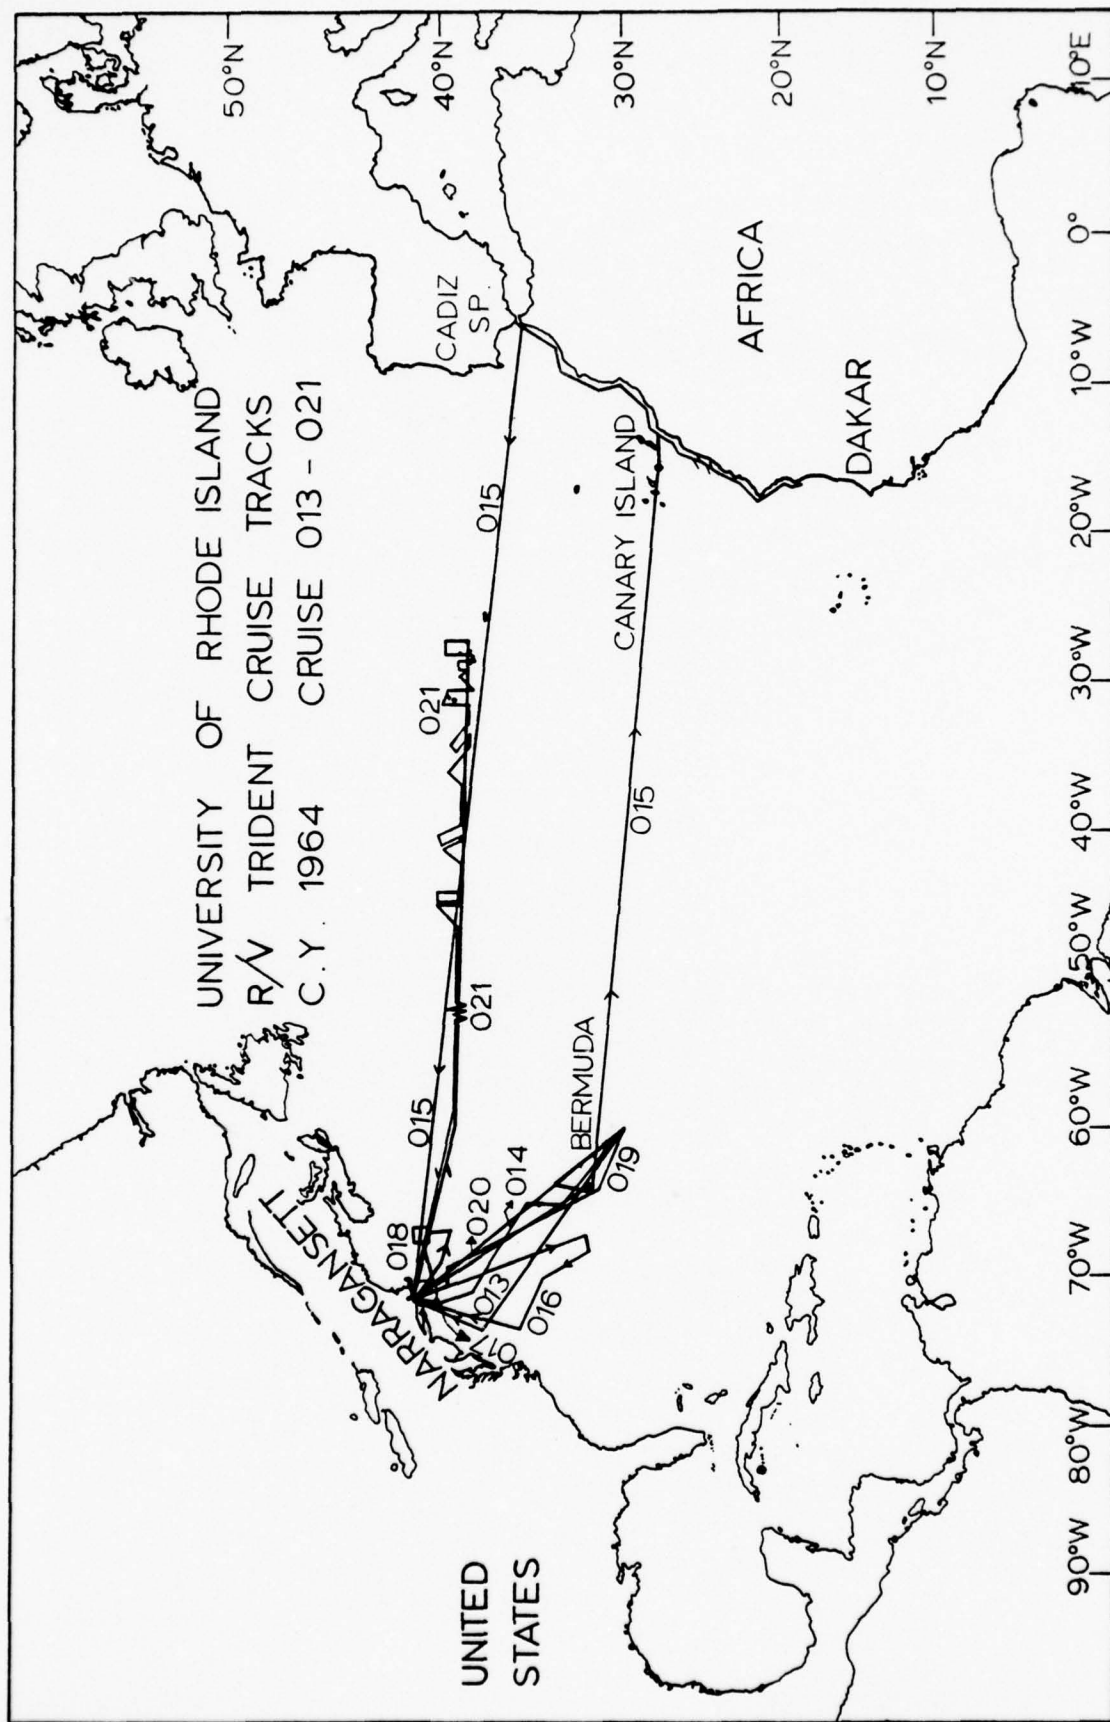 UNIVERSITY OF RHODE ISLAND
R/V TRIDENT CRUISE TRACKS
C.Y. 1964 CRUISE 013 - 021
50°N
40°N
30°N
20°N
10°N
NARRAGANSETT
UNITED
STATES
CADIZ
SP.
AFRICA
DAKAR
CANARY ISLAND
BERMUDA
015
015
015
021
021
018
020
014
019
013
016
017
90°W
80°W
70°W
60°W
50°W
40°W
30°W
20°W
10°W
0°
10°E